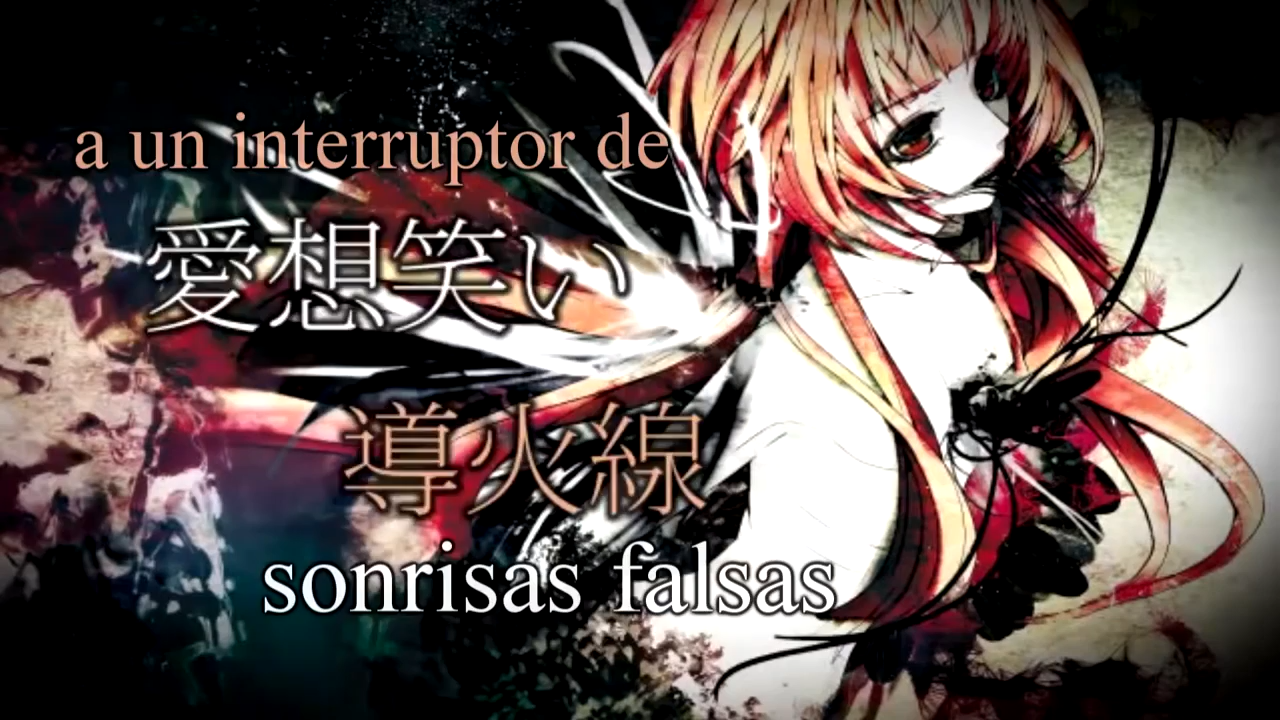 a un interruptor de
愛想笑い
導火線
sonrisas falsas